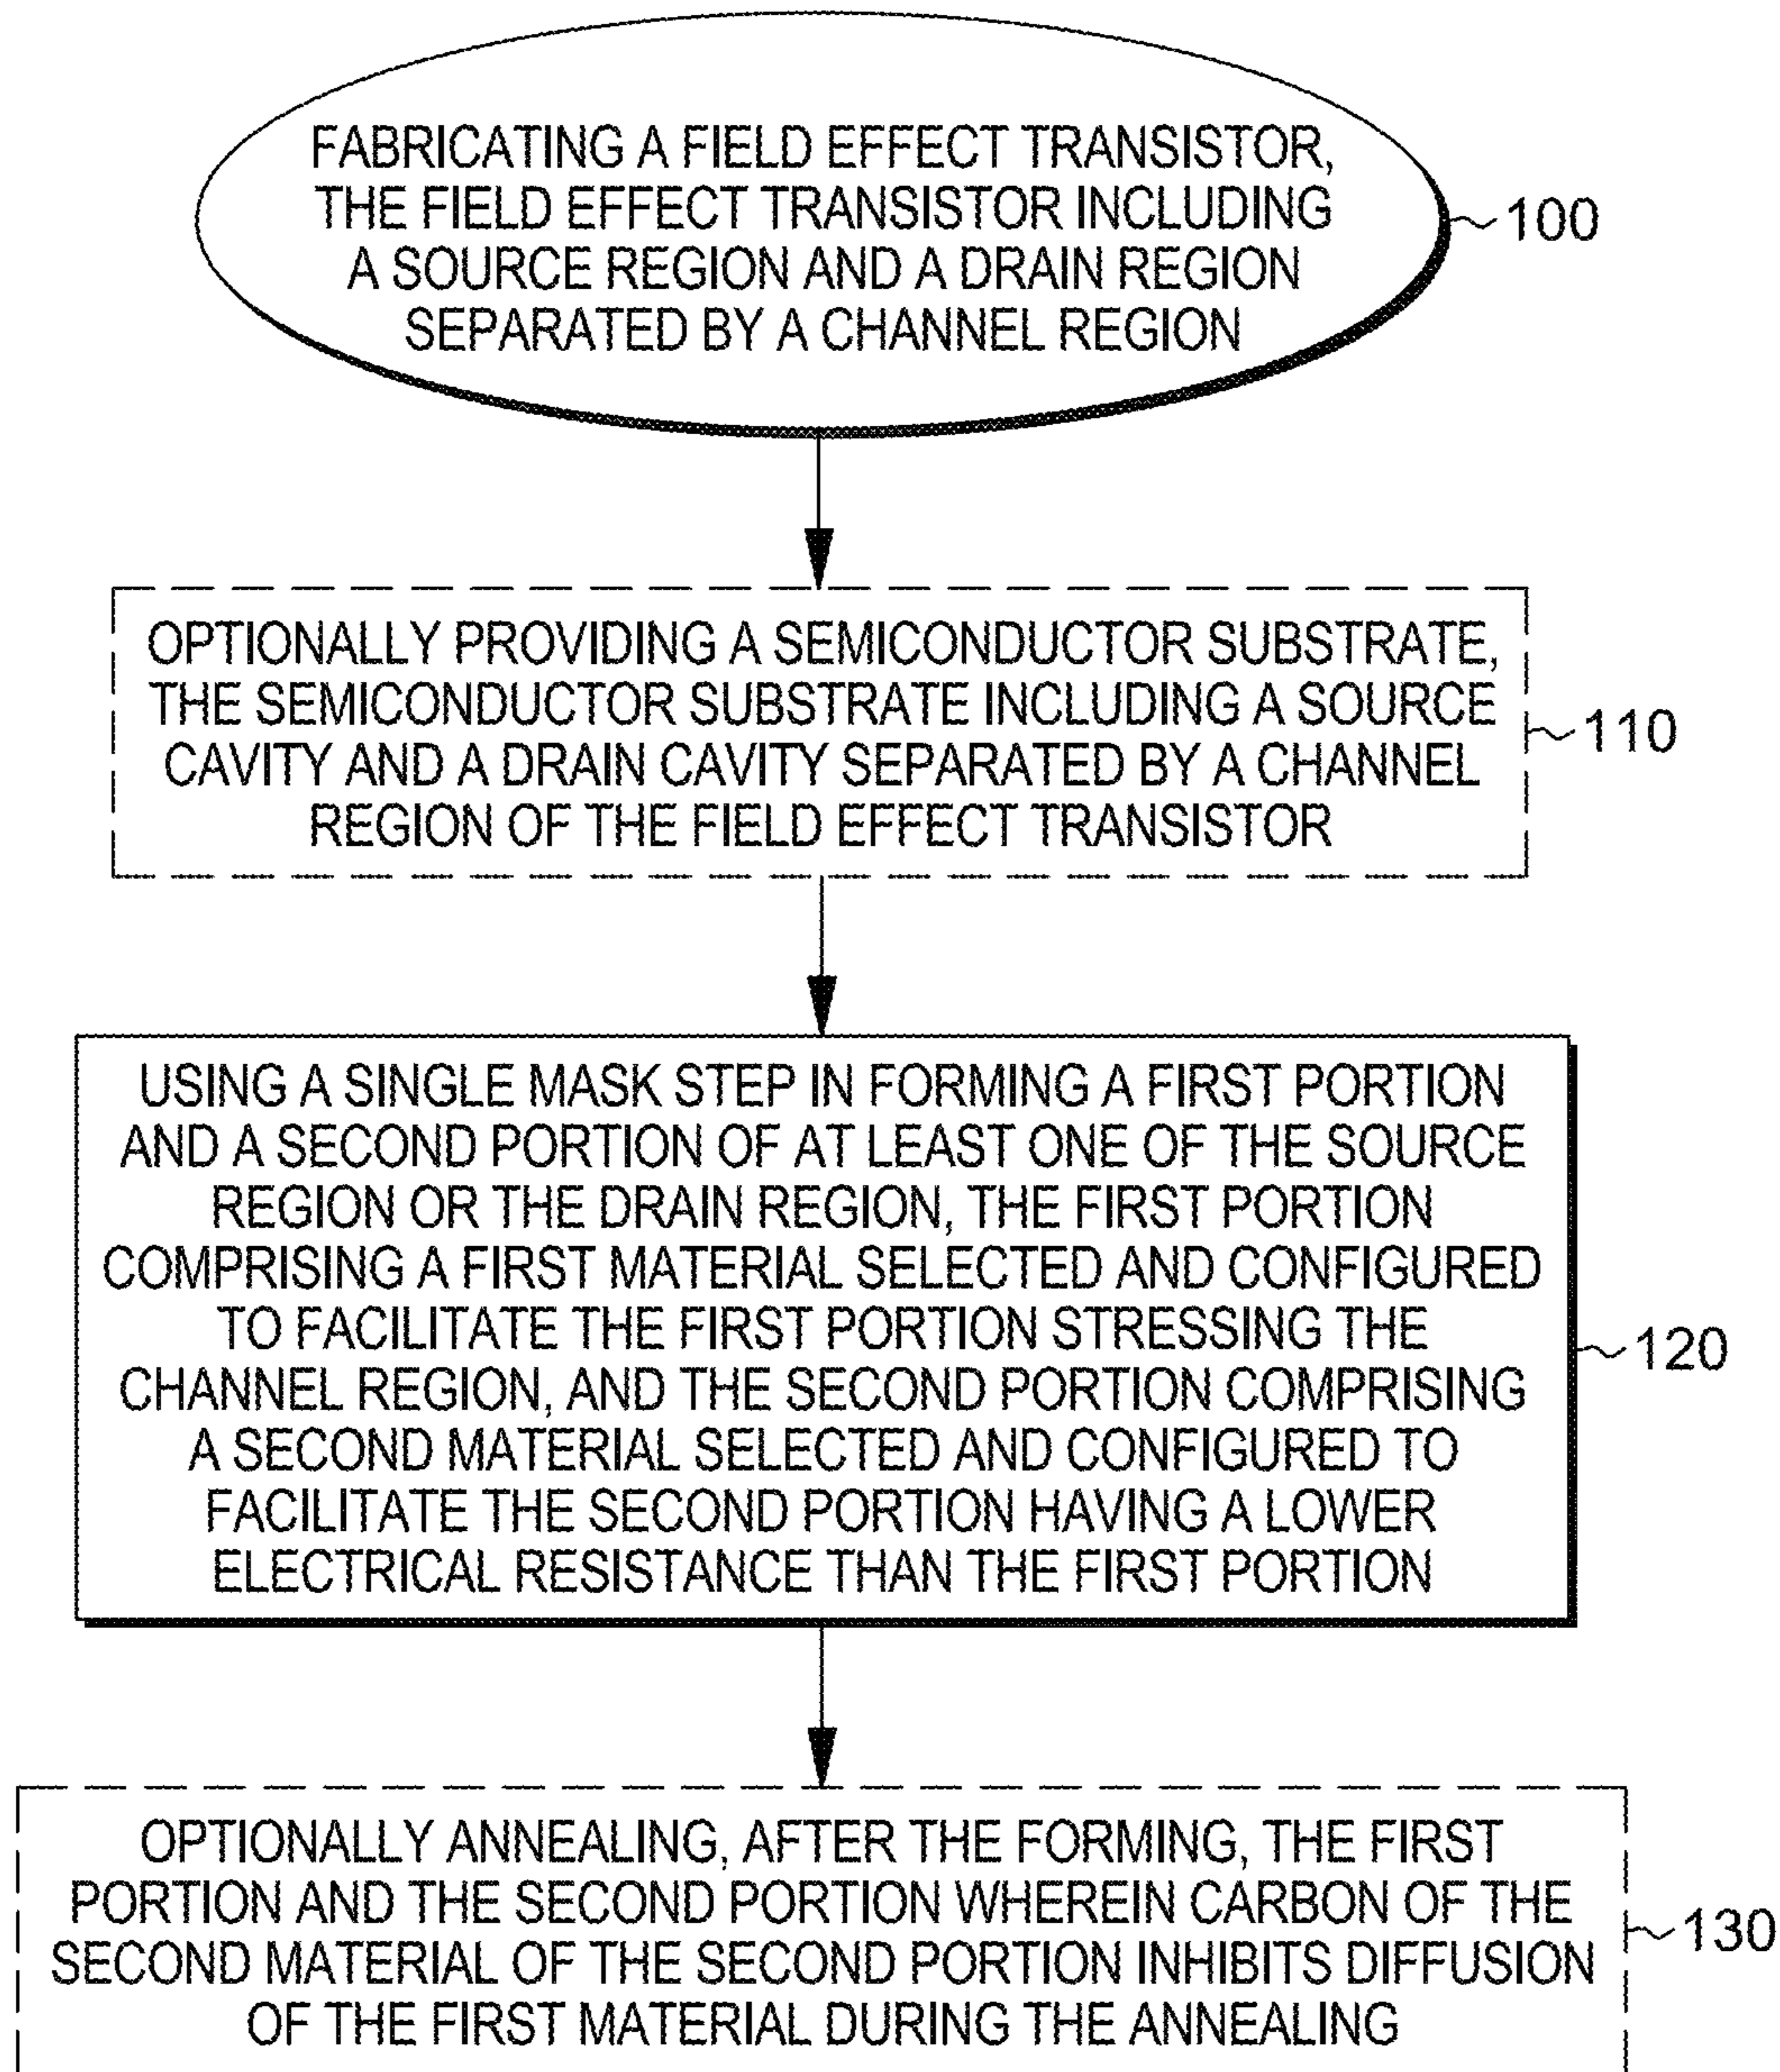 FABRICATING A FIELD EFFECT TRANSISTOR,
THE FIELD EFFECT TRANSISTOR INCLUDING
A SOURCE REGION AND A DRAIN REGION
SEPARATED BY A CHANNEL REGION
100
OPTIONALLY PROVIDING A SEMICONDUCTOR SUBSTRATE,
THE SEMICONDUCTOR SUBSTRATE INCLUDING A SOURCE
CAVITY AND A DRAIN CAVITY SEPARATED BY A CHANNEL
REGION OF THE FIELD EFFECT TRANSISTOR
110
USING A SINGLE MASK STEP IN FORMING A FIRST PORTION
AND A SECOND PORTION OF AT LEAST ONE OF THE SOURCE
REGION OR THE DRAIN REGION, THE FIRST PORTION
COMPRISING A FIRST MATERIAL SELECTED AND CONFIGURED
TO FACILITATE THE FIRST PORTION STRESSING THE
CHANNEL REGION, AND THE SECOND PORTION COMPRISING
A SECOND MATERIAL SELECTED AND CONFIGURED TO
FACILITATE THE SECOND PORTION HAVING A LOWER
ELECTRICAL RESISTANCE THAN THE FIRST PORTION
120
OPTIONALLY ANNEALING, AFTER THE FORMING, THE FIRST
PORTION AND THE SECOND PORTION WHEREIN CARBON OF THE
SECOND MATERIAL OF THE SECOND PORTION INHIBITS DIFFUSION
OF THE FIRST MATERIAL DURING THE ANNEALING
130